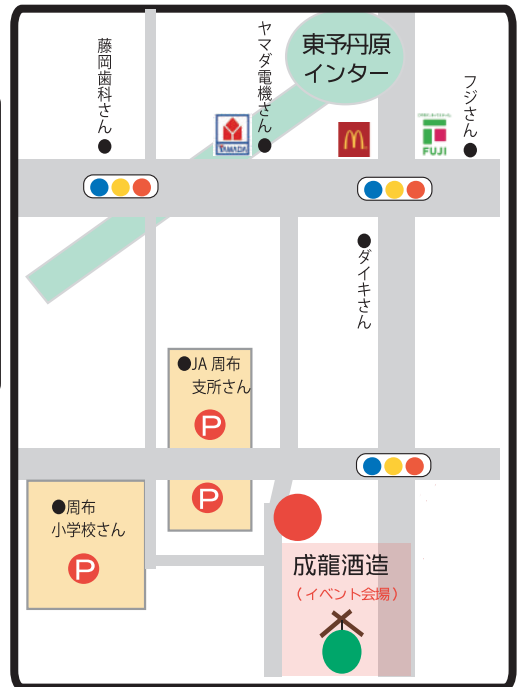 東予丹原
インター
藤岡歯科さん
ヤマダ電機さん
フジさん
YAMADA
FUJI
ダイキさん
JA 周布
支所さん
P
P
周布
小学校さん
P
成龍酒造
(イベント会場)